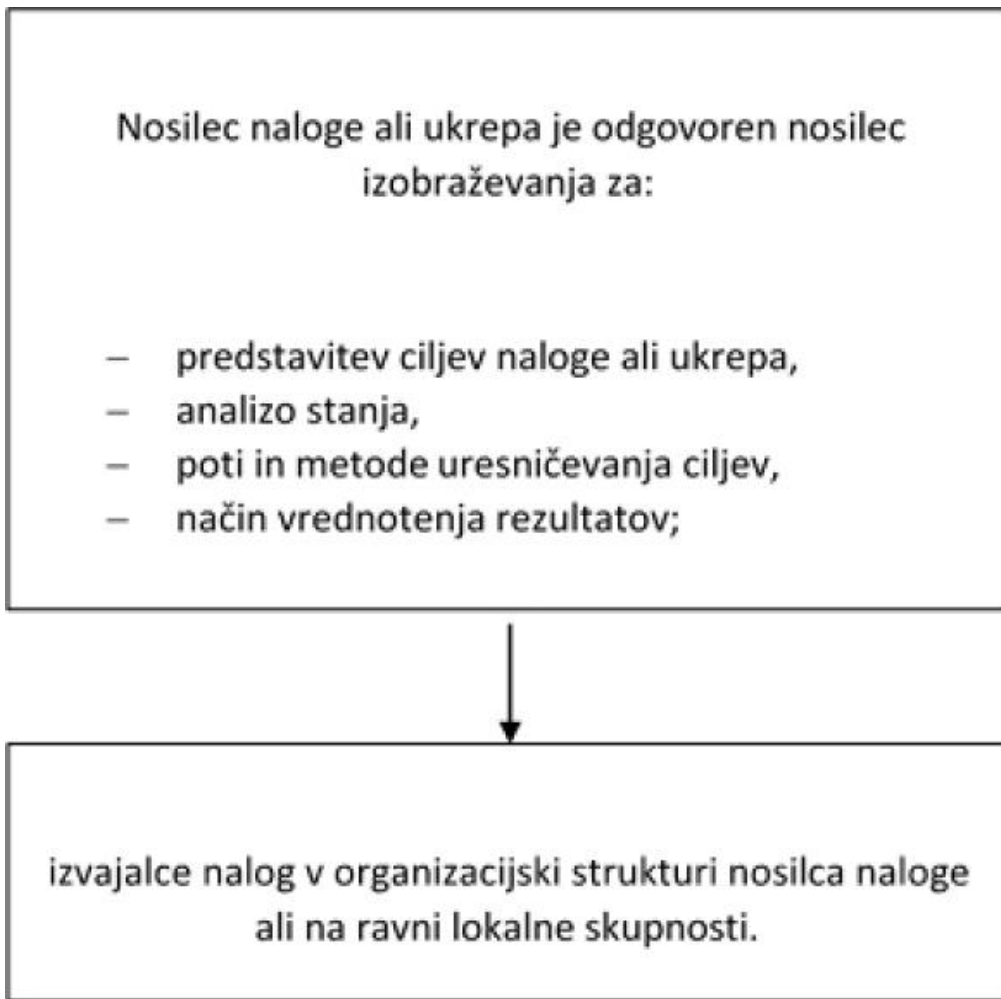 Nosilec naloge ali ukrepa je odgovoren nosilec
izobraževanja za:
– predstavitev ciljev naloge ali ukrepa,
– analizo stanja,
– poti in metode uresničevanja ciljev,
– način vrednotenja rezultatov;
izvajalce nalog v organizacijski strukturi nosilca naloge
ali na ravni lokalne skupnosti.